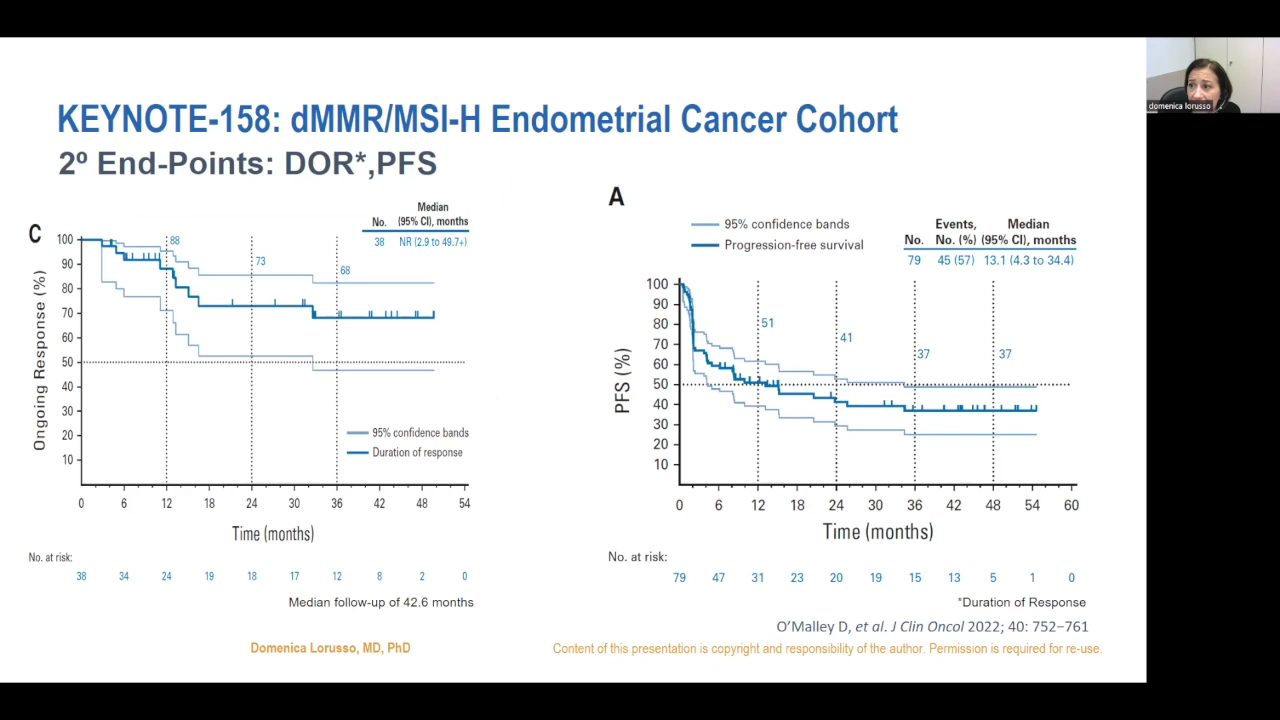 KEYNOTE-158: dMMR/MSI-H Endometrial Cancer Cohort
2º End-Points: DOR*,PFS
domenica lorusso
C
Median
No. (95% CI), months
38 NR (2.9 to 49.7+)
Ongoing Response (%)
100
90
80
70
60
50
40
30
20
10
88
73
68
95% confidence bands
Duration of response
0 6 12 18 24 30 36 42 48 54
Time (months)
No. at risk:
38 34 24 19 18 17 12 8 2 0
Median follow-up of 42.6 months
A
95% confidence bands
Progression-free survival
Events, Median
No. No. (%) (95% CI), months
79 45 (57) 13.1 (4.3 to 34.4)
PFS (%)
100
90
80
70
60
50
40
30
20
10
51
41
37
37
0 6 12 18 24 30 36 42 48 54 60
Time (months)
No. at risk:
79 47 31 23 20 19 15 13 5 1 0
*Duration of Response
O’Malley D, et al. J Clin Oncol 2022; 40: 752–761
Domenica Lorusso, MD, PhD
Content of this presentation is copyright and responsibility of the author. Permission is required for re-use.